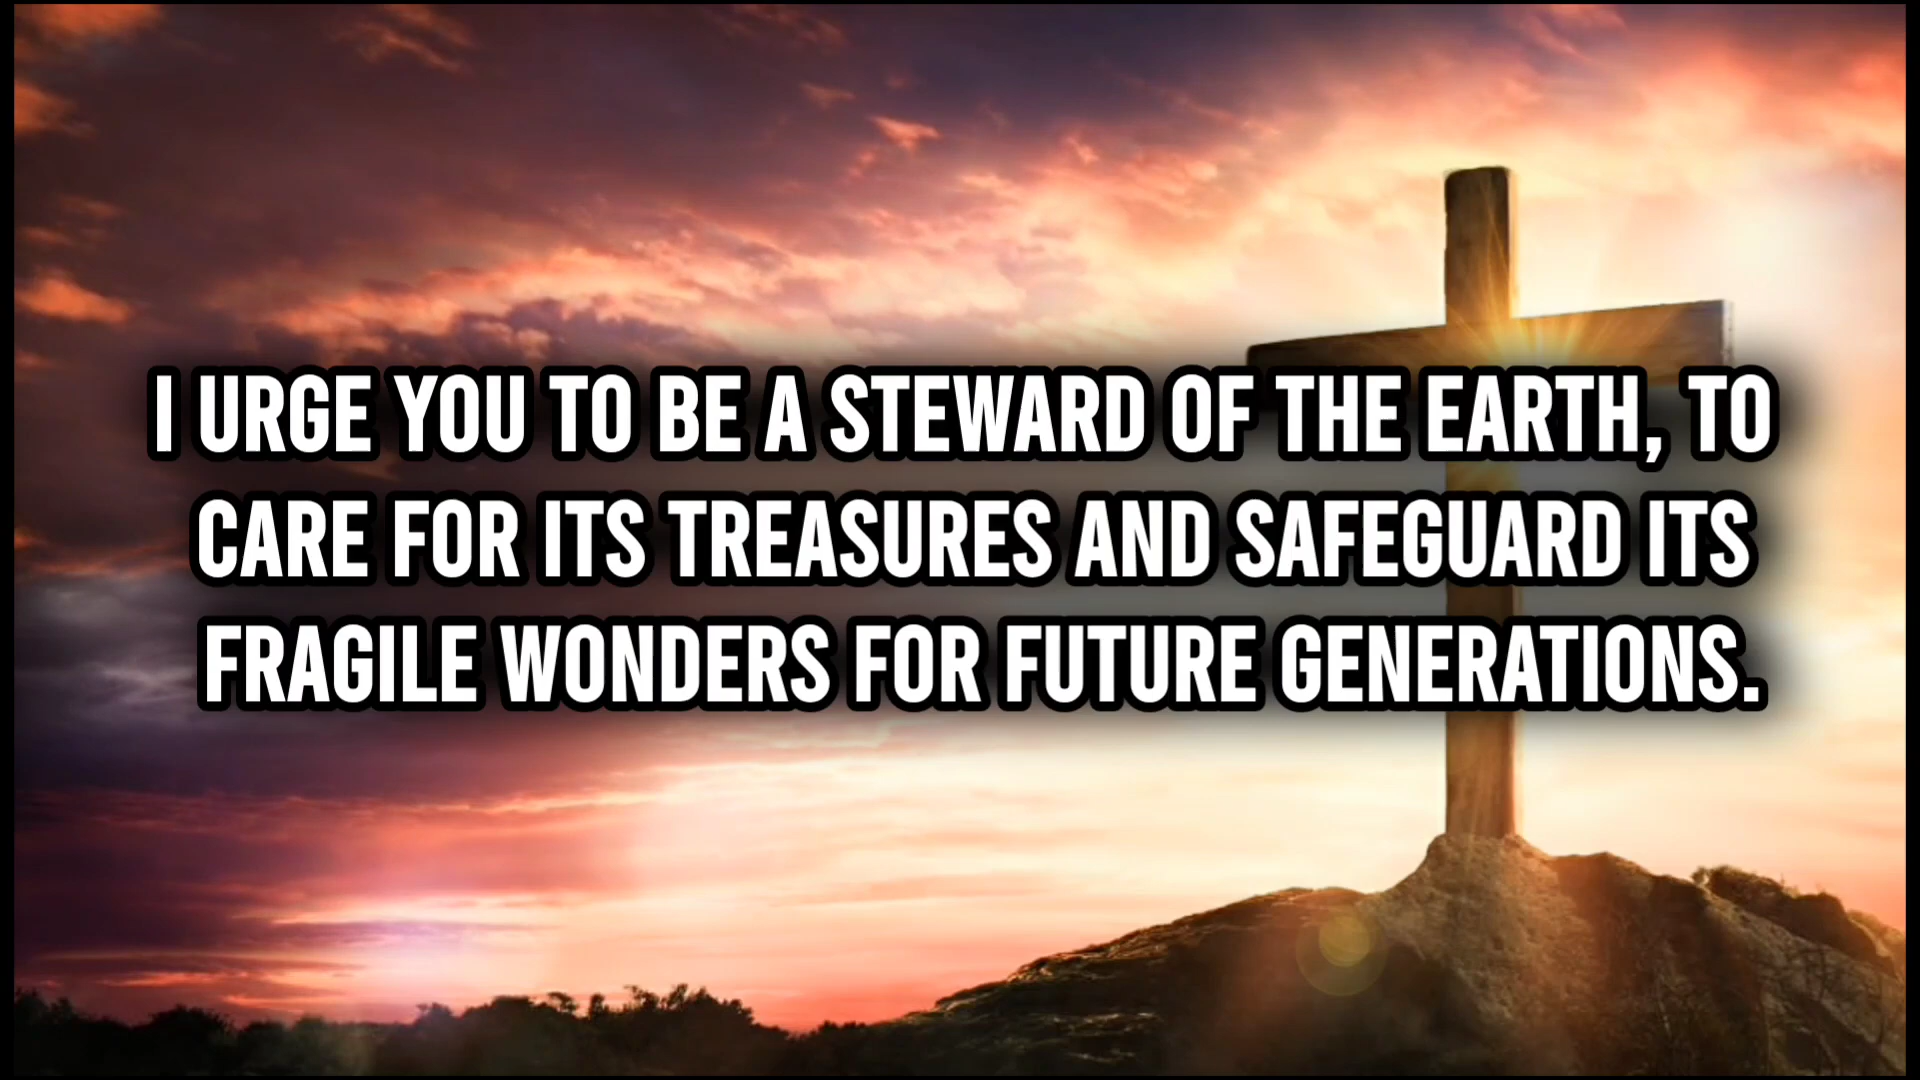 I URGE YOU TO BE A STEWARD OF THE EARTH, TO
CARE FOR ITS TREASURES AND SAFEGUARD ITS
FRAGILE WONDERS FOR FUTURE GENERATIONS.